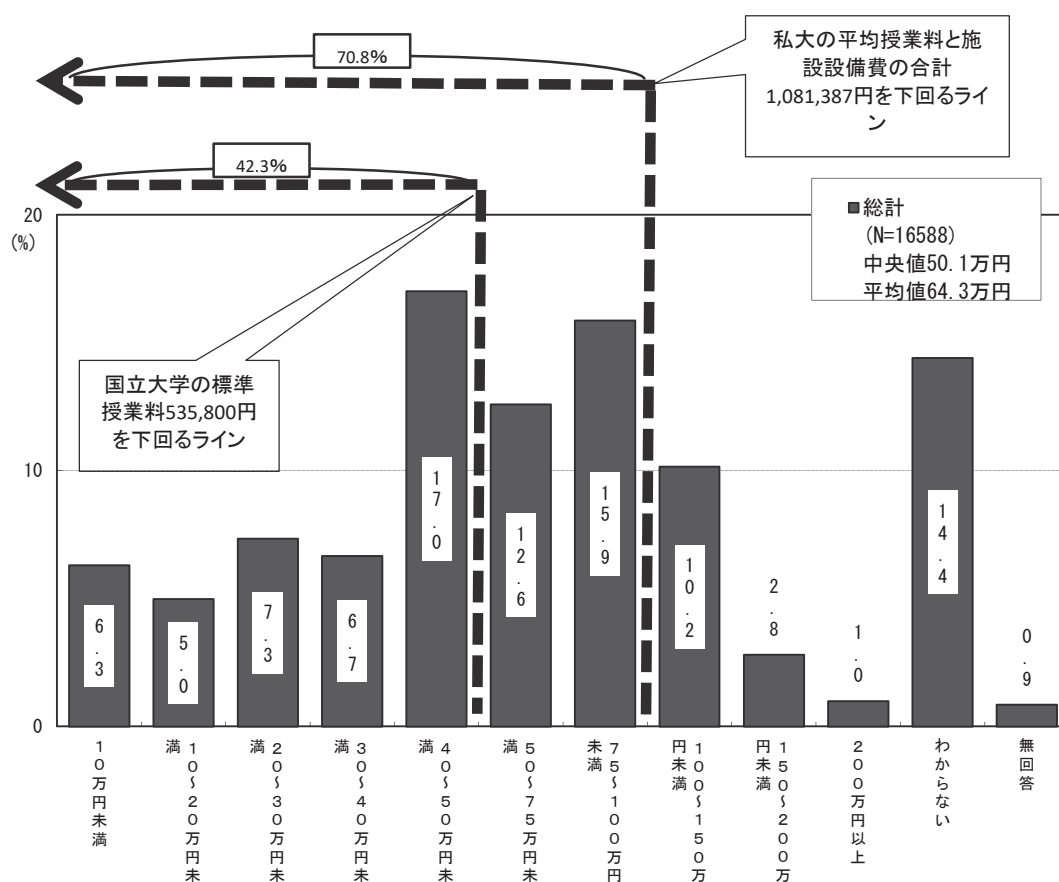 70.8%
私大の平均授業料と施
設設備費の合計
1,081,387円を下回るライ
ン
42.3%
20
(%)
■総計
(N=16588)
中央値50.1万円
平均値64.3万円
国立大学の標準
授業料535,800円
を下回るライン
10
0
6.3
5.0
7.3
6.7
17.0
12.6
15.9
10.2
2.8
1.0
14.4
0.9
10万円未満
10～20万円未
満
20～30万円未
満
30～40万円未
満
40～50万円未
満
50～75万円未
満
75～100万円
未満
100～150万
円未満
150～200万
円未満
200万円以上
わからない
無回答